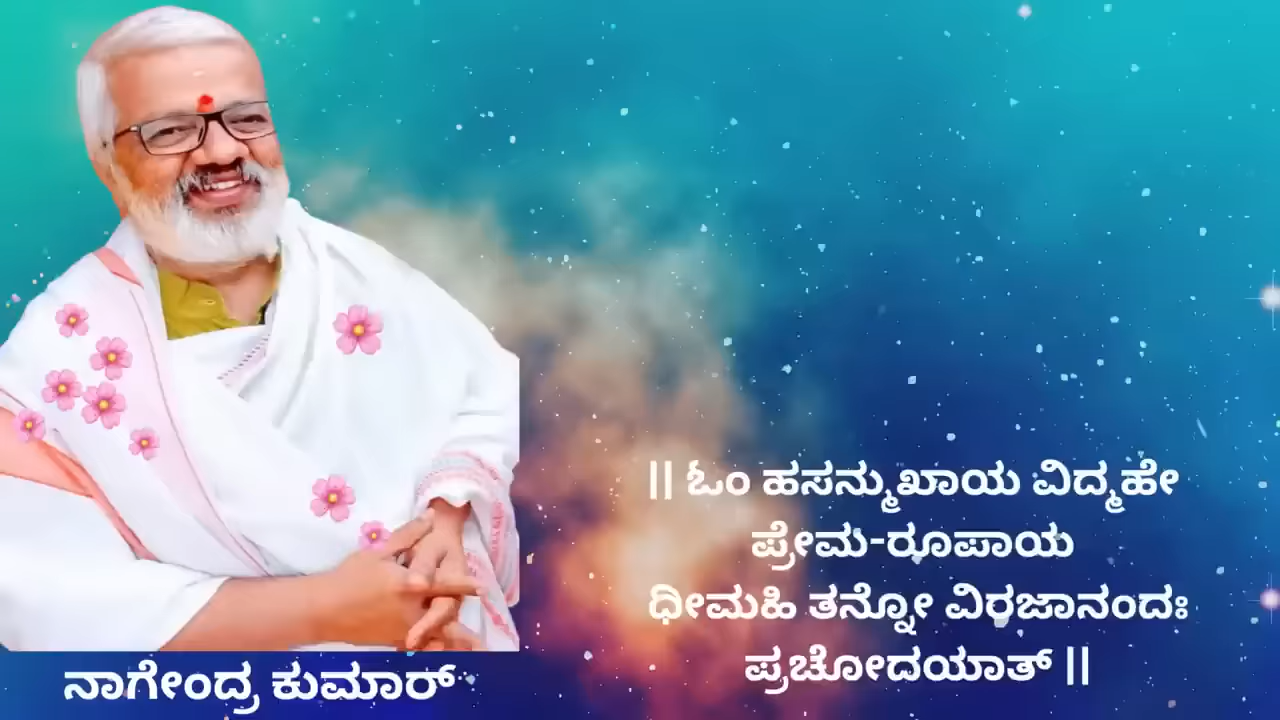 || ಓಂ ಹಸನ್ಮುಖಾಯ ವಿದ್ಮಹೇ
ಪ್ರೇಮ-ರೂಪಾಯ
ಧೀಮಹಿ ತನ್ನೋ ವಿರಜಾನಂದಃ
ಪ್ರಚೋದಯಾತ್ ||
ನಾಗೇಂದ್ರ ಕುಮಾರ್